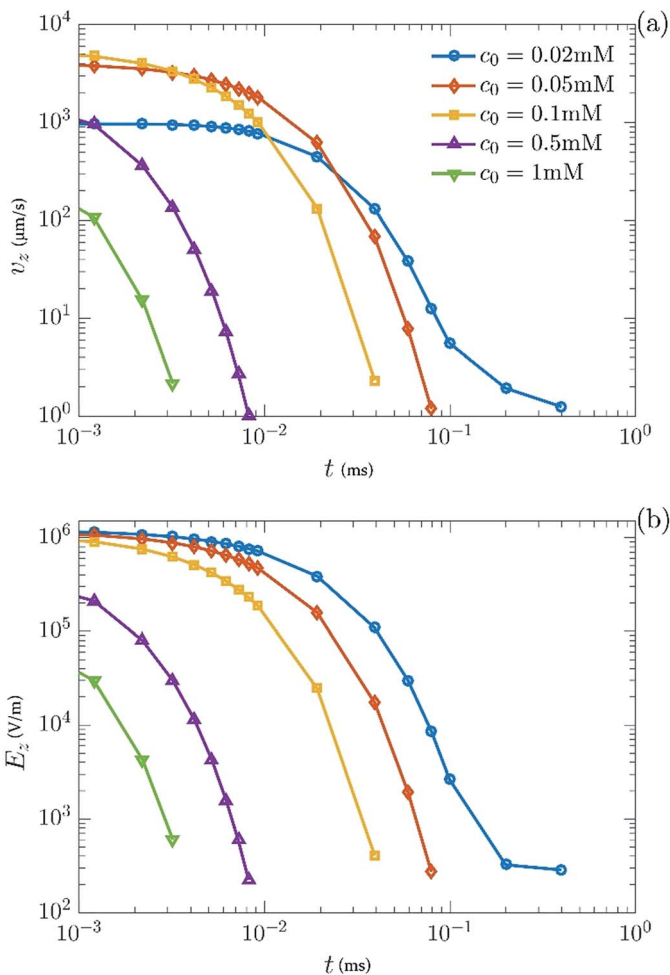 (a)
10^4
10^3
10^2
10^1
10^0
v_z (μm/s)
c_0 = 0.02mM
c_0 = 0.05mM
c_0 = 0.1mM
c_0 = 0.5mM
c_0 = 1mM
10^-3 10^-2 10^-1 10^0
t (ms)
(b)
10^6
10^5
10^4
10^3
10^2
E_z (V/m)
10^-3 10^-2 10^-1 10^0
t (ms)